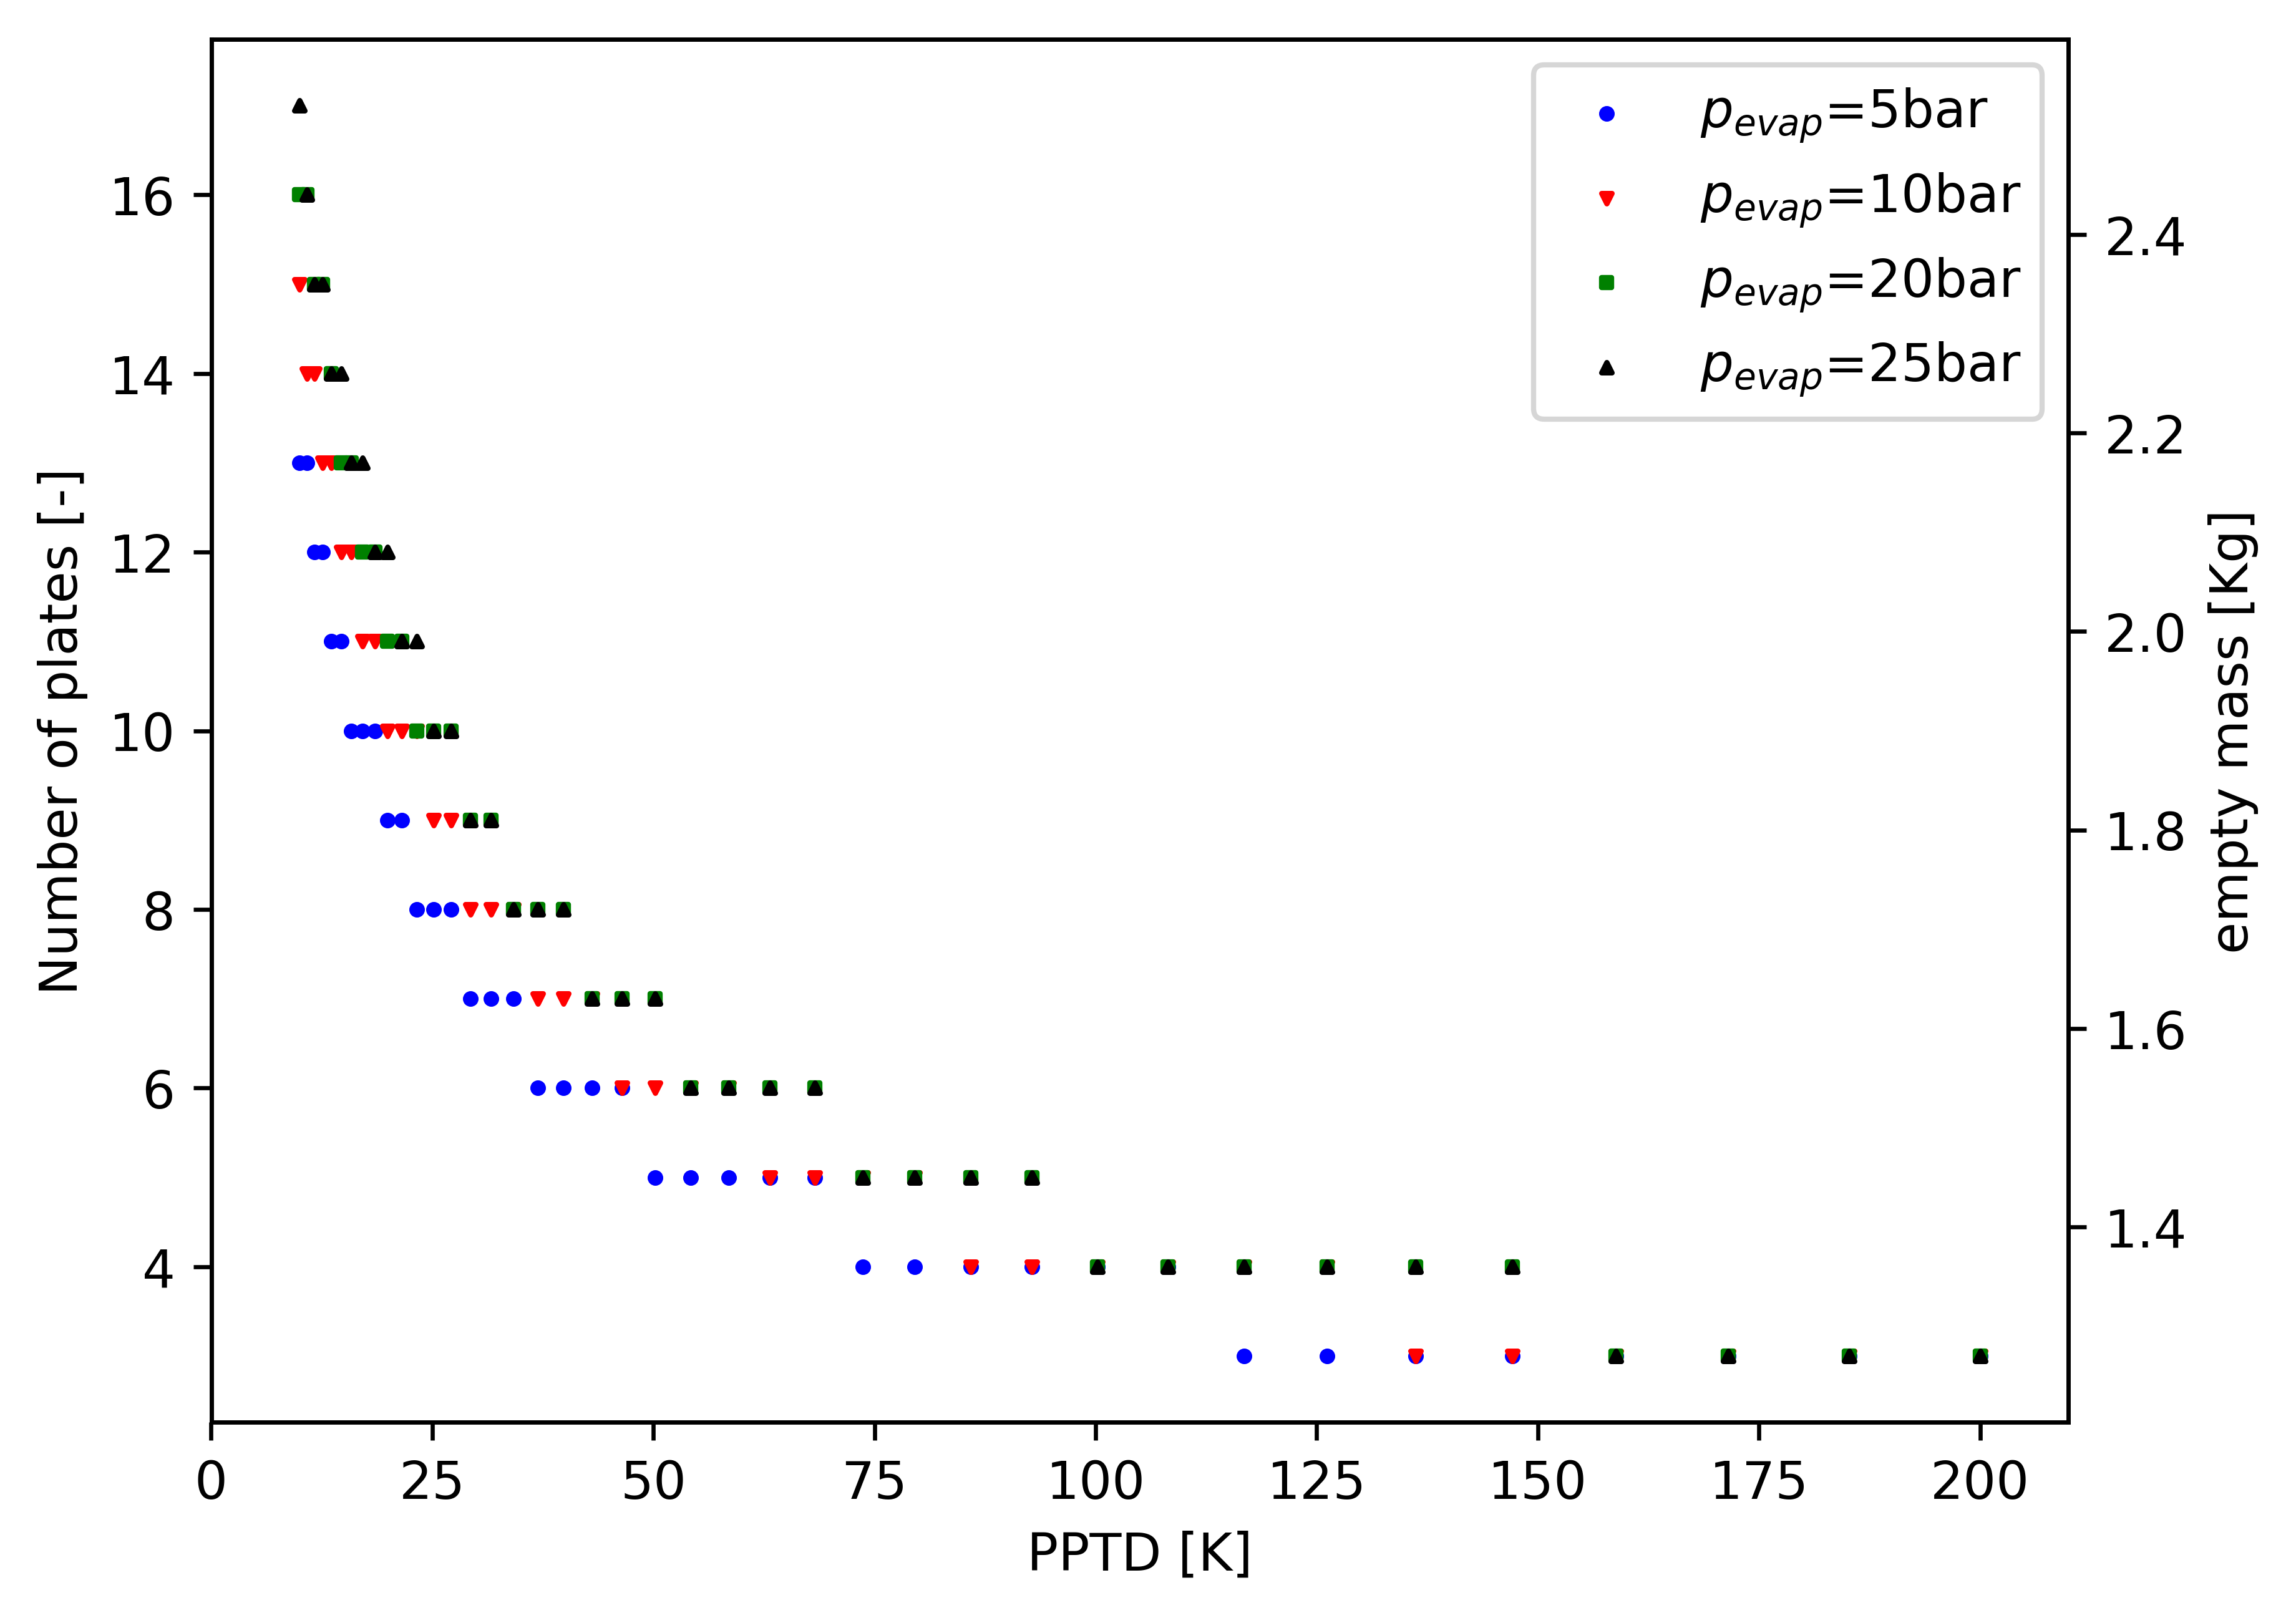 p_evap=5bar
p_evap=10bar
p_evap=20bar
p_evap=25bar
Number of plates [-]
16
14
12
10
8
6
4
2.4
2.2
2.0
1.8
1.6
1.4
empty mass [Kg]
0 25 50 75 100 125 150 175 200
PPTD [K]